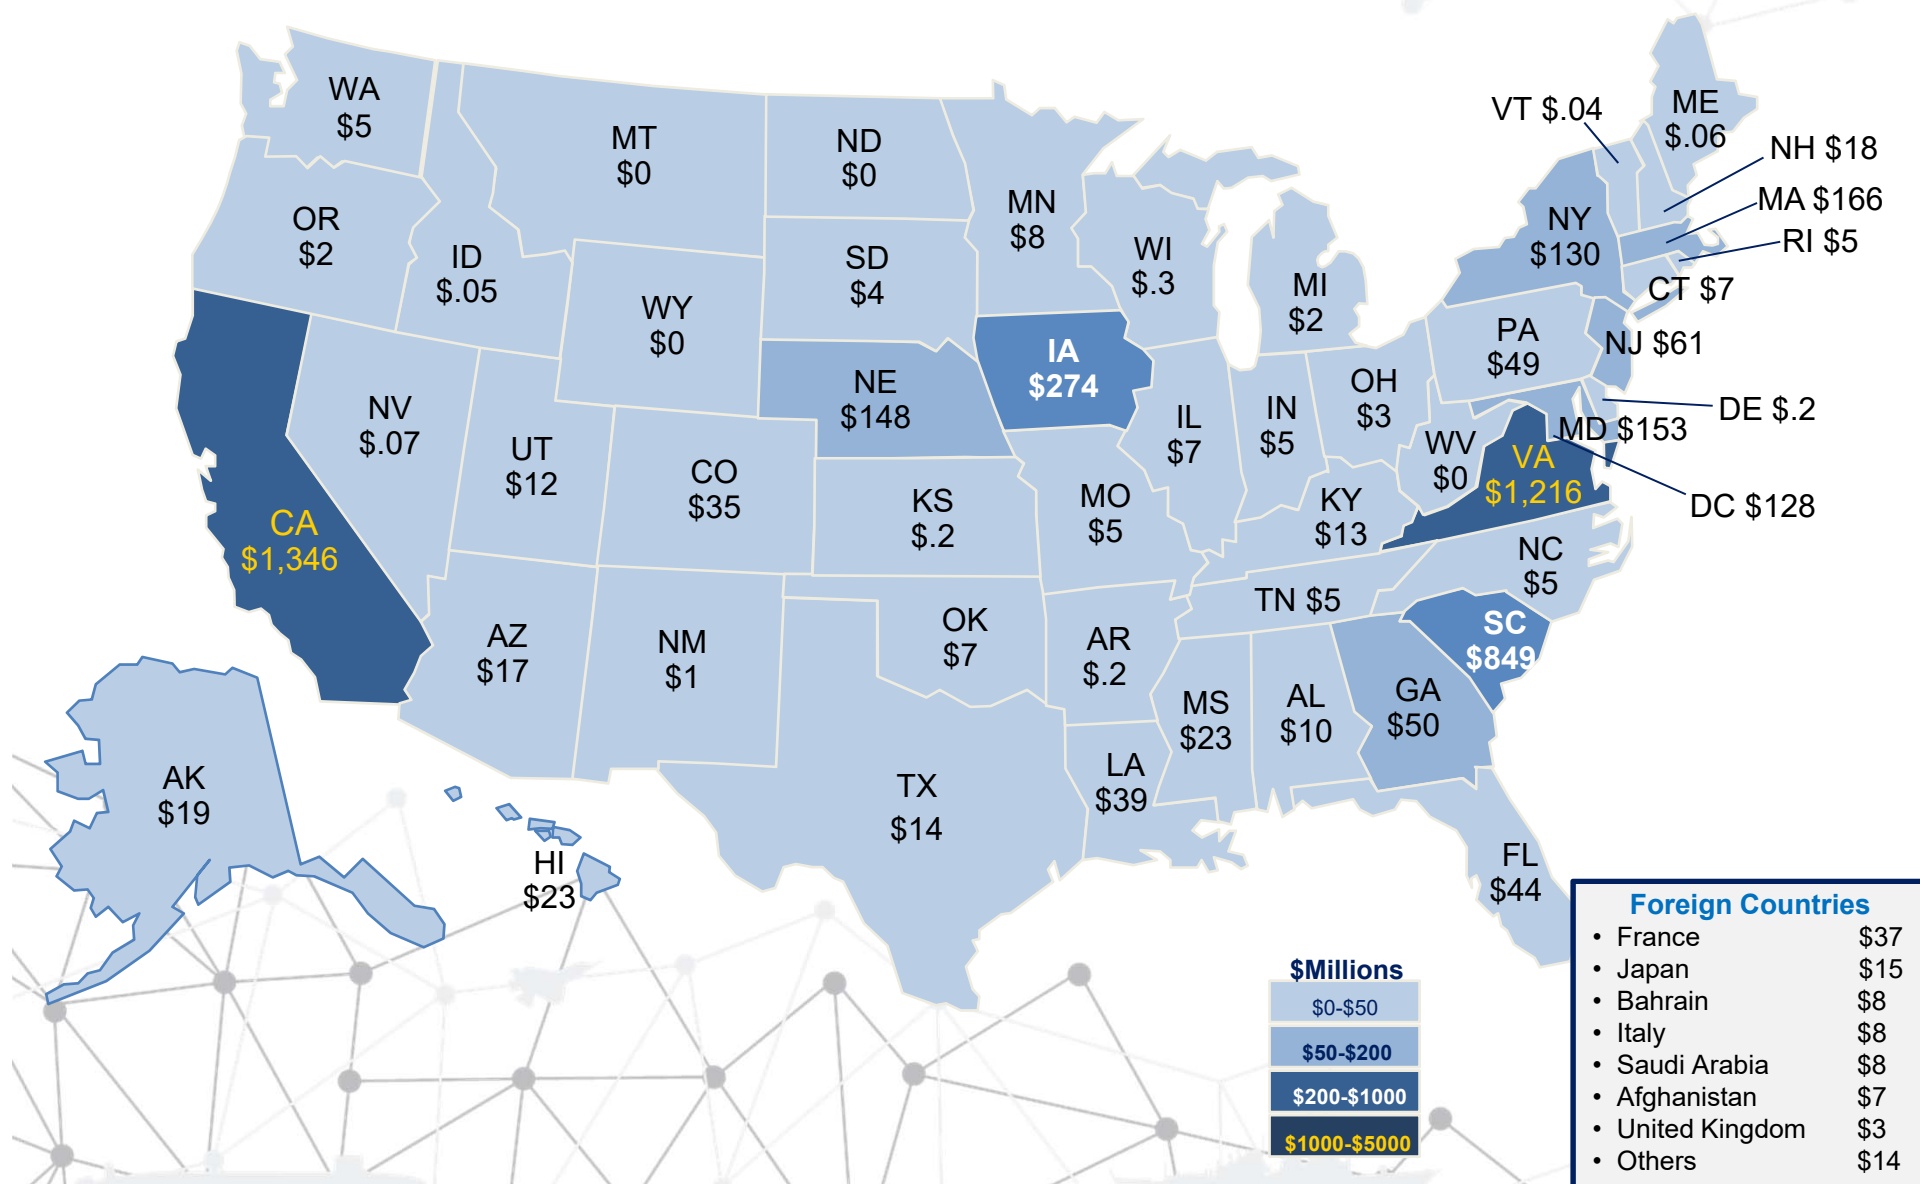 WA
$5
OR
$2
CA
$1,346
ID
$.05
NV
$.07
MT
$0
WY
$0
UT
$12
AZ
$17
CO
$35
NM
$1
ND
$0
SD
$4
NE
$148
KS
$.2
OK
$7
TX
$14
MN
$8
IA
$274
MO
$5
AR
$.2
LA
$39
WI
$.3
IL
$7
MI
$2
IN
$5
OH
$3
KY
$13
TN $5
MS
$23
AL
$10
GA
$50
FL
$44
SC
$849
NC
$5
VA
$1,216
WV
$0
PA
$49
NY
$130
VT $.04
ME
$.06
NH $18
MA $166
RI $5
CT $7
NJ $61
DE $.2
MD $153
DC $128
AK
$19
HI
$23
$Millions
$0-$50
$50-$200
$200-$1000
$1000-$5000
Foreign Countries
• France $37
• Japan $15
• Bahrain $8
• Italy $8
• Saudi Arabia $8
• Afghanistan $7
• United Kingdom $3
• Others $14